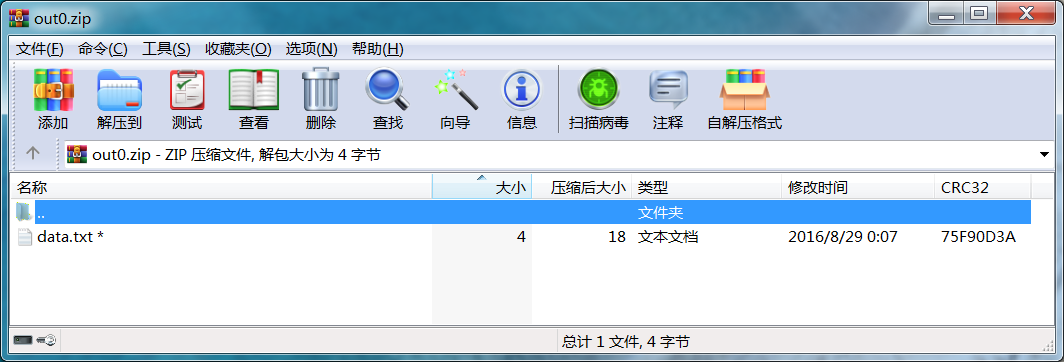 out0.zip
文件(F) 命令(C) 工具(S) 收藏夹(O) 选项(N) 帮助(H)
添加 解压到 测试 查看 删除 查找 向导 信息 扫描病毒 注释 自解压格式
out0.zip - ZIP 压缩文件, 解包大小为 4 字节
名称 大小 压缩后大小 类型 修改时间 CRC32
.. 文件夹
data.txt * 4 18 文本文档 2016/8/29 0:07 75F90D3A
总计 1 文件, 4 字节